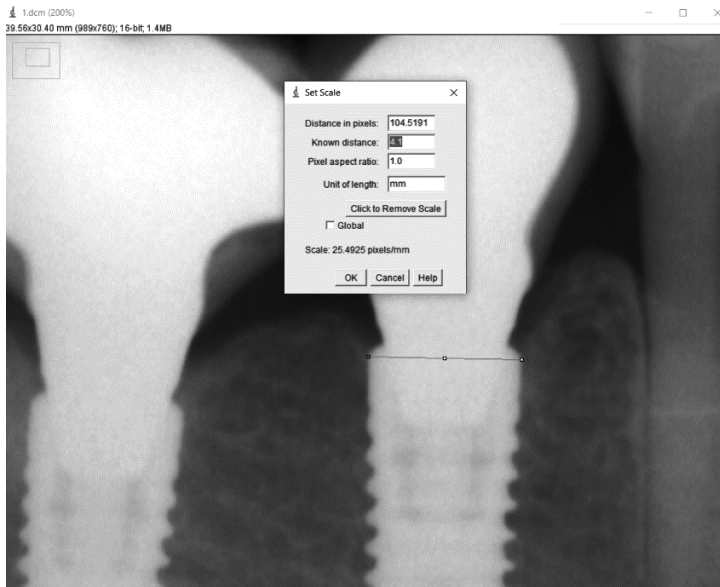 1.dcm (200%)
39.56x30.40 mm (989x760); 16-bit; 1.4MB
Set Scale
Distance in pixels: 104.5191
Known distance: 4.1
Pixel aspect ratio: 1.0
Unit of length: mm
Click to Remove Scale
Global
Scale: 25.4925 pixels/mm
OK Cancel Help